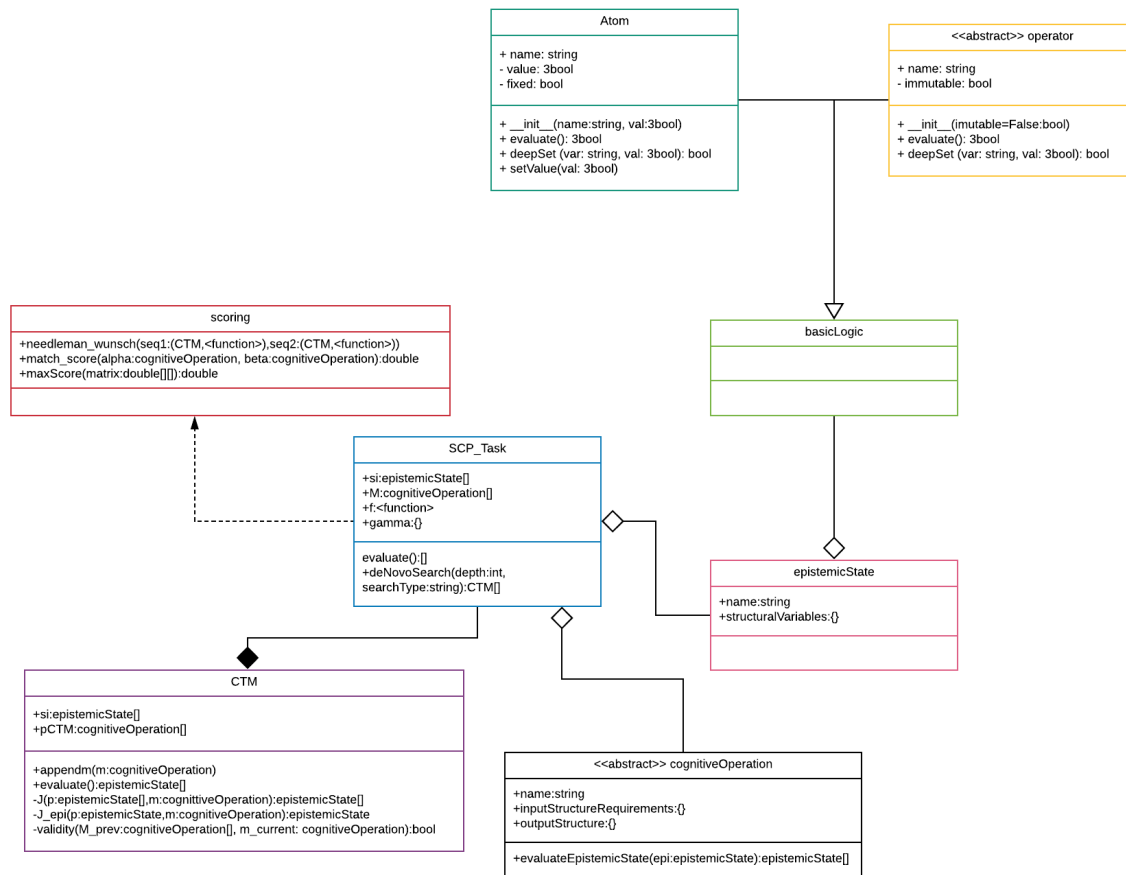 Atom
+ name: string
- value: 3bool
- fixed: bool
+ __init__(name:string, val:3bool)
+ evaluate(): 3bool
+ deepSet (var: string, val: 3bool): bool
+ setValue(val: 3bool)
<<abstract>> operator
+ name: string
- immutable: bool
+ __init__(imutable=False:bool)
+ evaluate(): 3bool
+ deepSet (var: string, val: 3bool): bool
scoring
+needleman_wunsch(seq1:(CTM,<function>),seq2:(CTM,<function>))
+match_score(alpha:cognitiveOperation, beta:cognitiveOperation):double
+maxScore(matrix:double[][]):double
basicLogic
SCP_Task
+si:epistemicState[]
+M:cognitiveOperation[]
+f:<function>
+gamma:{}
evaluate():[]
+deNovoSearch(depth:int,
searchType:string):CTM[]
epistemicState
+name:string
+structuralVariables:{}
CTM
+si:epistemicState[]
+pCTM:cognitiveOperation[]
+appendm(m:cognitiveOperation)
+evaluate():epistemicState[]
-J(p:epistemicState[],m:cognittiveOperation):epistemicState[]
-J_epi(p:epistemicState,m:cognitiveOperation):epistemicState
-validity(M_prev:cognitiveOperation[], m_current: cognitiveOperation):bool
<<abstract>> cognitiveOperation
+name:string
+inputStructureRequirements:{}
+outputStructure:{}
+evaluateEpistemicState(epi:epistemicState):epistemicState[]